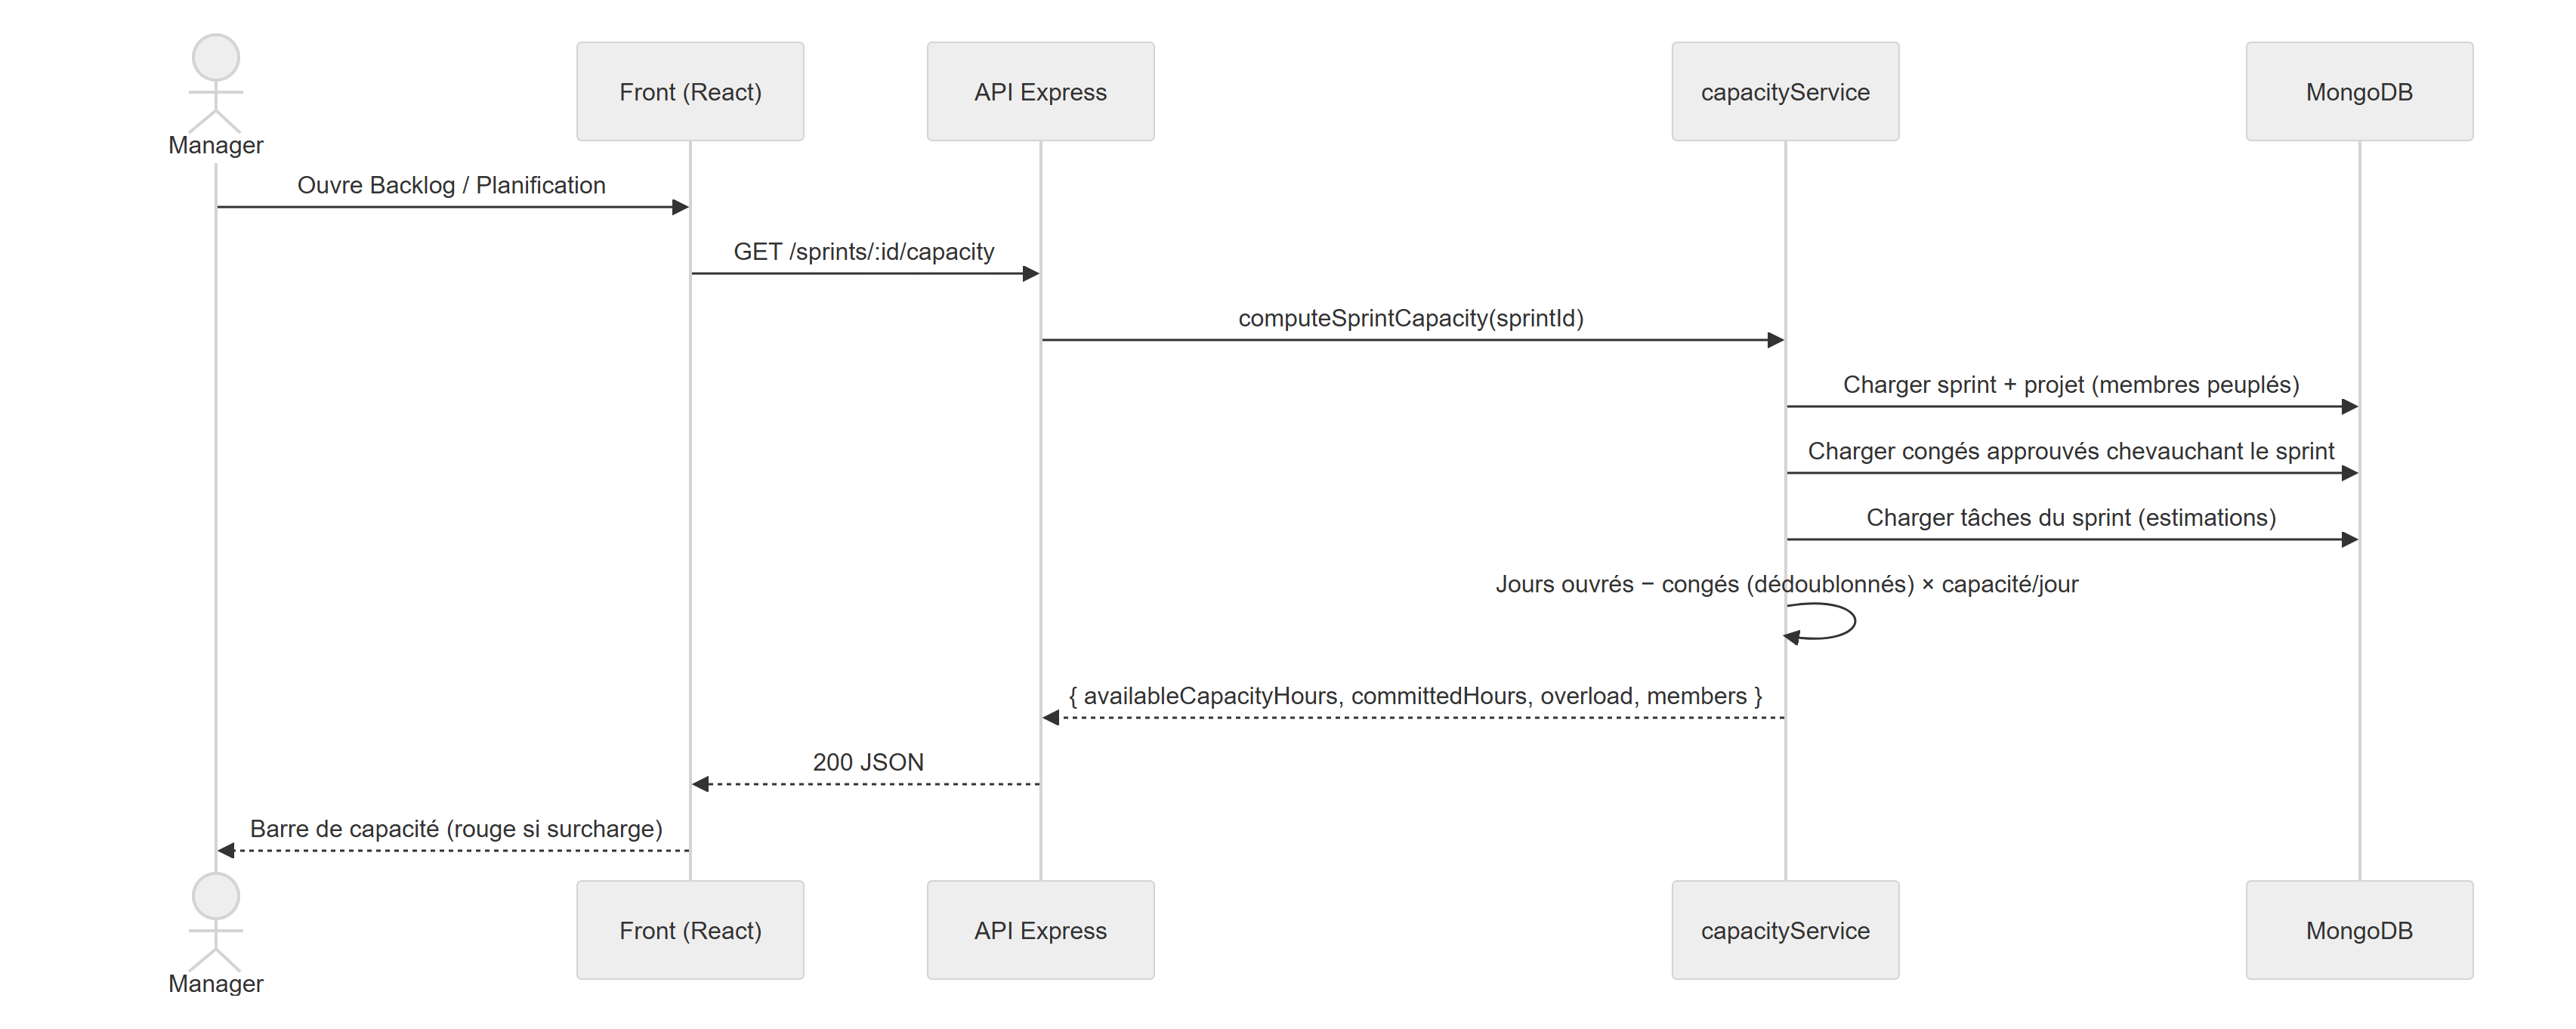 Manager
Front (React)
API Express
capacityService
MongoDB
Ouvre Backlog / Planification
GET /sprints/:id/capacity
computeSprintCapacity(sprintId)
Charger sprint + projet (membres peuplés)
Charger congés approuvés chevauchant le sprint
Charger tâches du sprint (estimations)
Jours ouvrés − congés (dédoublonnés) × capacité/jour
{ availableCapacityHours, committedHours, overload, members }
200 JSON
Barre de capacité (rouge si surcharge)
Manager
Front (React)
API Express
capacityService
MongoDB